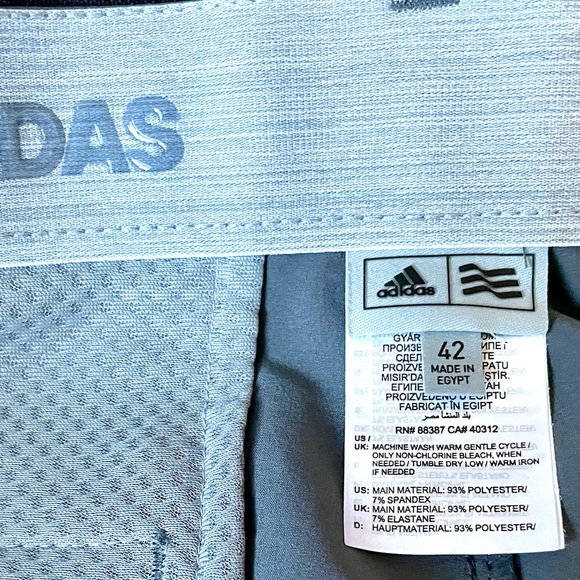 DAS
adidas
42
MADE IN
EGYPT
FABRICAT ÎN EGIPT
بلد المنشأ مصر
RN# 88387 CA# 40312
US /
UK: MACHINE WASH WARM GENTLE CYCLE /
ONLY NON-CHLORINE BLEACH, WHEN
NEEDED / TUMBLE DRY LOW / WARM IRON
IF NEEDED
US: MAIN MATERIAL: 93% POLYESTER/
7% SPANDEX
UK: MAIN MATERIAL: 93% POLYESTER/
7% ELASTANE
D: HAUPTMATERIAL: 93% POLYESTER/